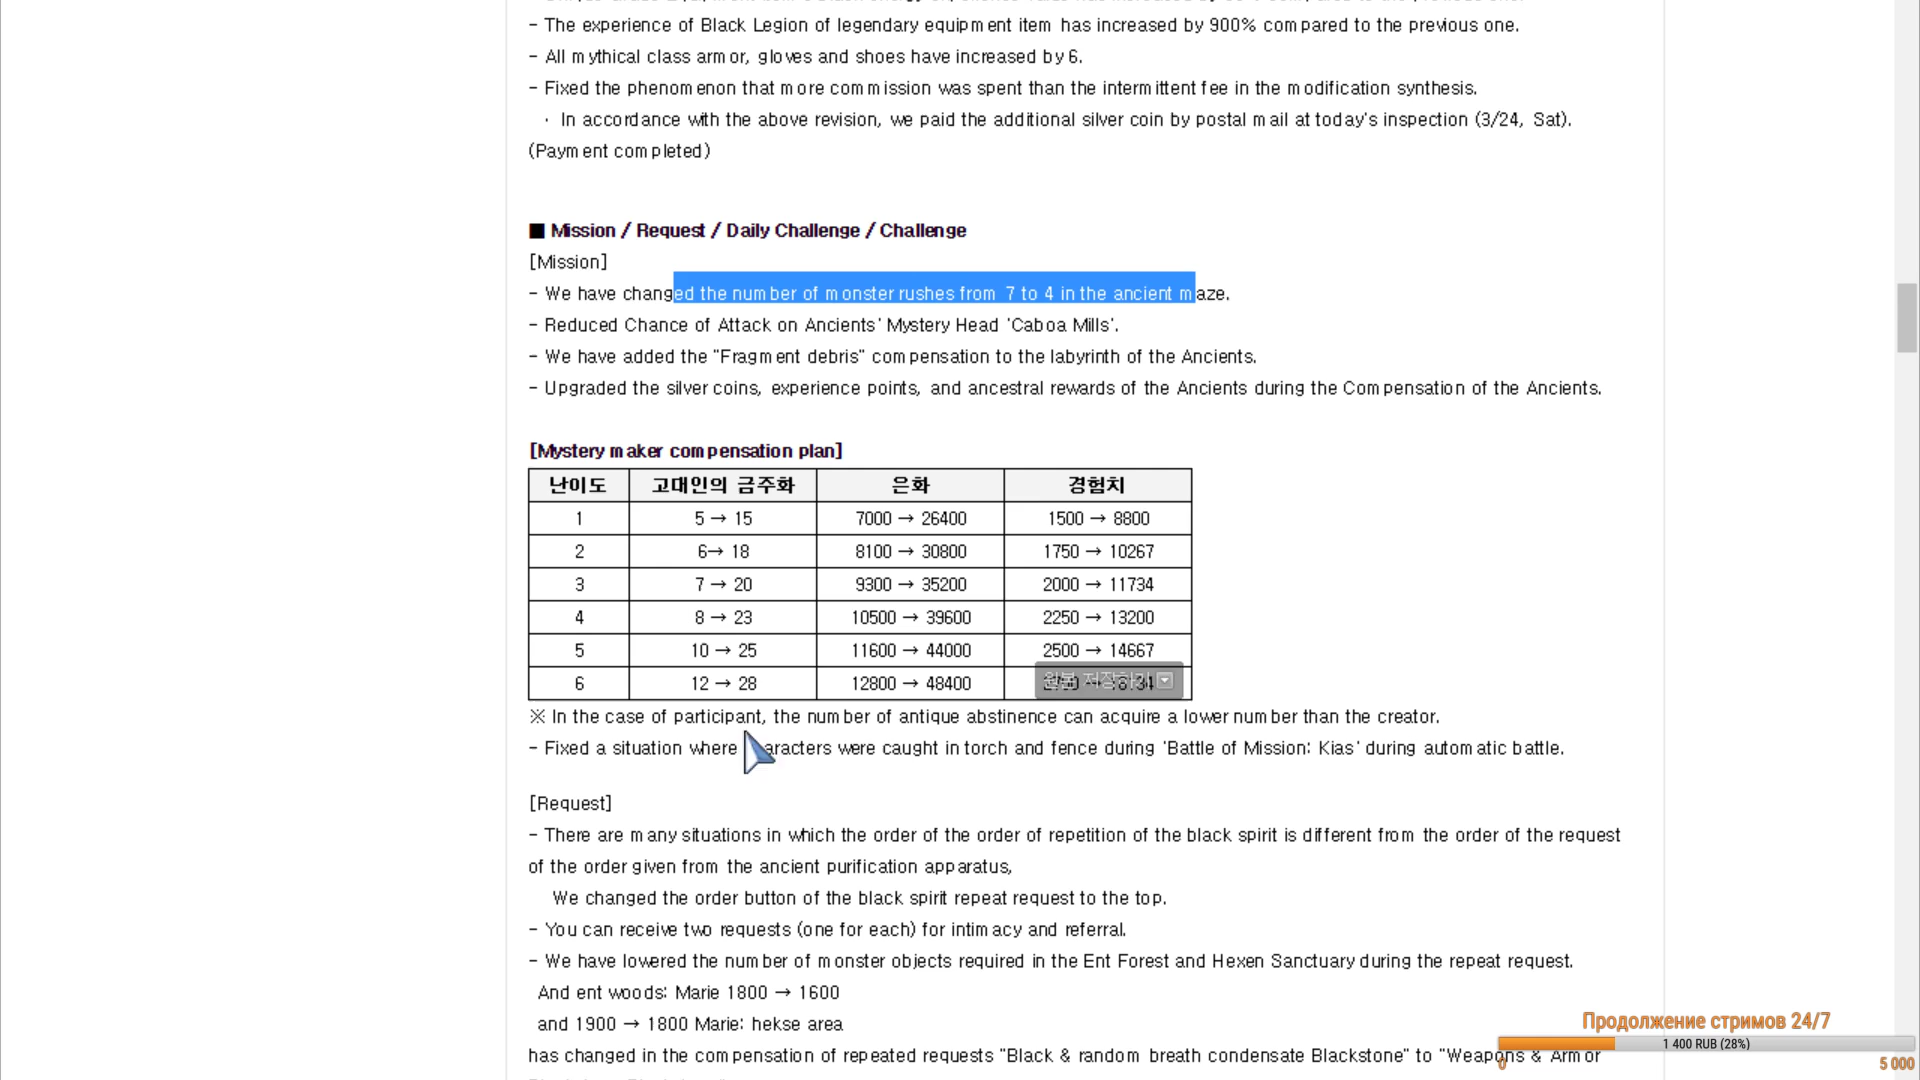 - The experience of Black Legion of legendary equipment item has increased by 900% compared to the previous one.
- All mythical class armor, gloves and shoes have increased by 6.
- Fixed the phenomenon that more commission was spent than the intermittent fee in the modification synthesis.
· In accordance with the above revision, we paid the additional silver coin by postal mail at today's inspection (3/24, Sat).
(Payment completed)
■ Mission / Request / Daily Challenge / Challenge
[Mission]
- We have changed the number of monster rushes from 7 to 4 in the ancient maze.
- Reduced Chance of Attack on Ancients' Mystery Head 'Caboa Mills'.
- We have added the "Fragment debris" compensation to the labyrinth of the Ancients.
- Upgraded the silver coins, experience points, and ancestral rewards of the Ancients during the Compensation of the Ancients.
[Mystery maker compensation plan]
난이도 고대인의 금주화 은화 경험치
1 5 → 15 7000 → 26400 1500 → 8800
2 6→ 18 8100 → 30800 1750 → 10267
3 7 → 20 9300 → 35200 2000 → 11734
4 8 → 23 10500 → 39600 2250 → 13200
5 10 → 25 11600 → 44000 2500 → 14667
6 12 → 28 12800 → 48400
※ In the case of participant, the number of antique abstinence can acquire a lower number than the creator.
- Fixed a situation where characters were caught in torch and fence during 'Battle of Mission: Kias' during automatic battle.
[Request]
- There are many situations in which the order of the order of repetition of the black spirit is different from the order of the request
of the order given from the ancient purification apparatus,
We changed the order button of the black spirit repeat request to the top.
- You can receive two requests (one for each) for intimacy and referral.
- We have lowered the number of monster objects required in the Ent Forest and Hexen Sanctuary during the repeat request.
And ent woods: Marie 1800 → 1600
and 1900 → 1800 Marie: hekse area
has changed in the compensation of repeated requests "Black & random breath condensate Blackstone" to "Weapons & Armor
Продолжение стримов 24/7
1 400 RUB (28%)
0 5 000